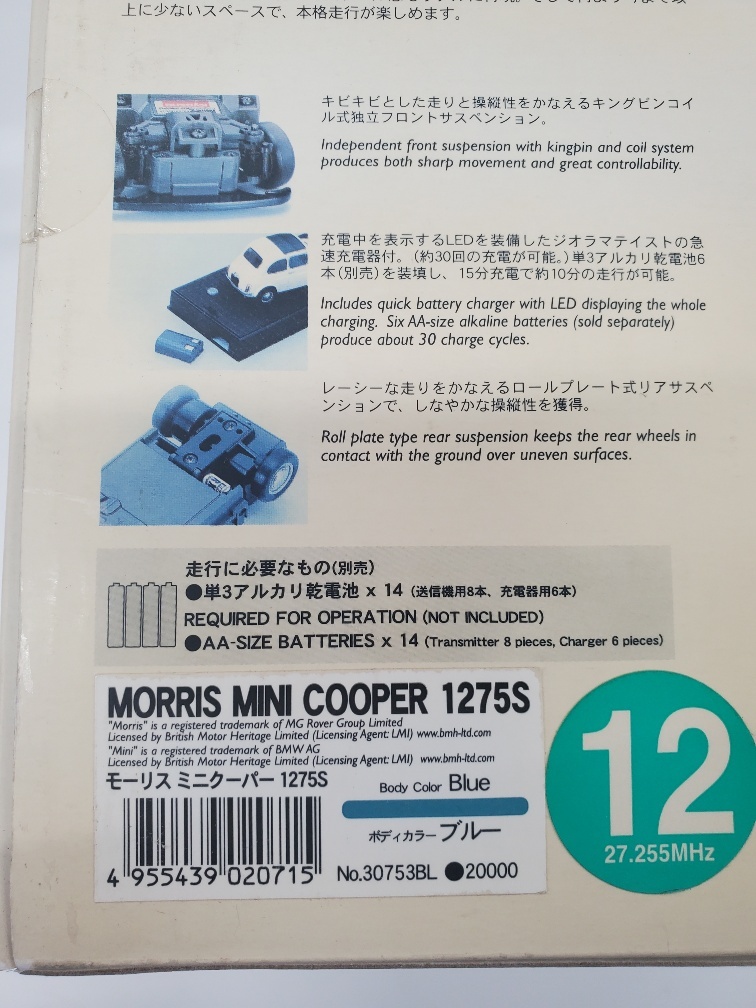 上に少ないスペースで、本格走行が楽しめます。
キビキビとした走りと操縦性をかなえるキングピンコイ
ル式独立フロントサスペンション。
Independent front suspension with kingpin and coil system
produces both sharp movement and great controllability.
充電中を表示するLEDを装備したジオラマテイストの急
速充電器付。(約30回の充電が可能。)単3アルカリ乾電池6
本(別売)を装填し、15分充電で約10分の走行が可能。
Includes quick battery charger with LED displaying the whole
charging. Six AA-size alkaline batteries (sold separately)
produce about 30 charge cycles.
レーシーな走りをかなえるロールプレート式リアサスペ
ンションで、しなやかな操縦性を獲得。
Roll plate type rear suspension keeps the rear wheels in
contact with the ground over uneven surfaces.
走行に必要なもの(別売)
●単3アルカリ乾電池 x 14 (送信機用8本、充電器用6本)
REQUIRED FOR OPERATION (NOT INCLUDED)
●AA-SIZE BATTERIES x 14 (Transmitter 8 pieces, Charger 6 pieces)
MORRIS MINI COOPER 1275S
"Morris" is a registered trademark of MG Rover Group Limited
Licensed by British Motor Heritage Limited (Licensing Agent: LMI) www.bmh-ltd.com
"Mini" is a registered trademark of BMW AG
Licensed by British Motor Heritage Limited (Licensing Agent: LMI) www.bmh-ltd.com
モーリス ミニクーパー 1275S
Body Color Blue
ボディカラー ブルー
4 955439 020715
No.30753BL ●20000
12
27.255MHz